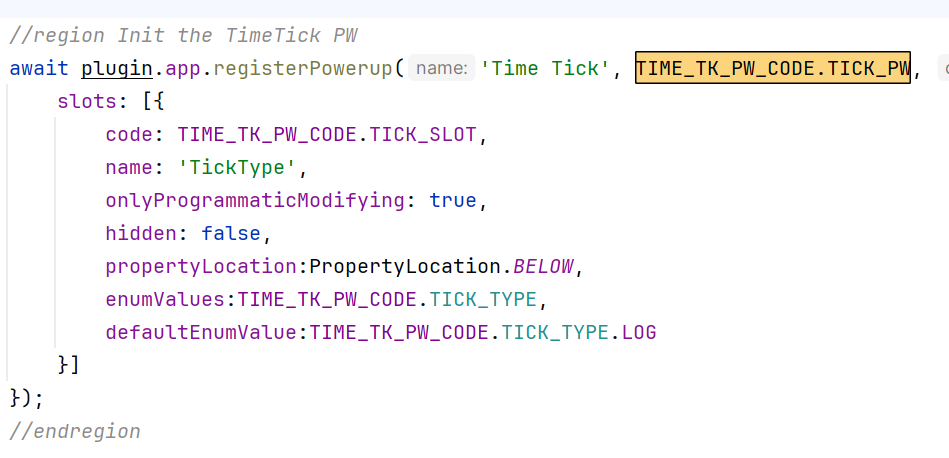 //region Init the TimeTick PW
await plugin.app.registerPowerup( name: 'Time Tick', TIME_TK_PW_CODE.TICK_PW,
slots: [{
code: TIME_TK_PW_CODE.TICK_SLOT,
name: 'TickType',
onlyProgrammaticModifying: true,
hidden: false,
propertyLocation:PropertyLocation.BELOW,
enumValues:TIME_TK_PW_CODE.TICK_TYPE,
defaultEnumValue:TIME_TK_PW_CODE.TICK_TYPE.LOG
}]
});
//endregion